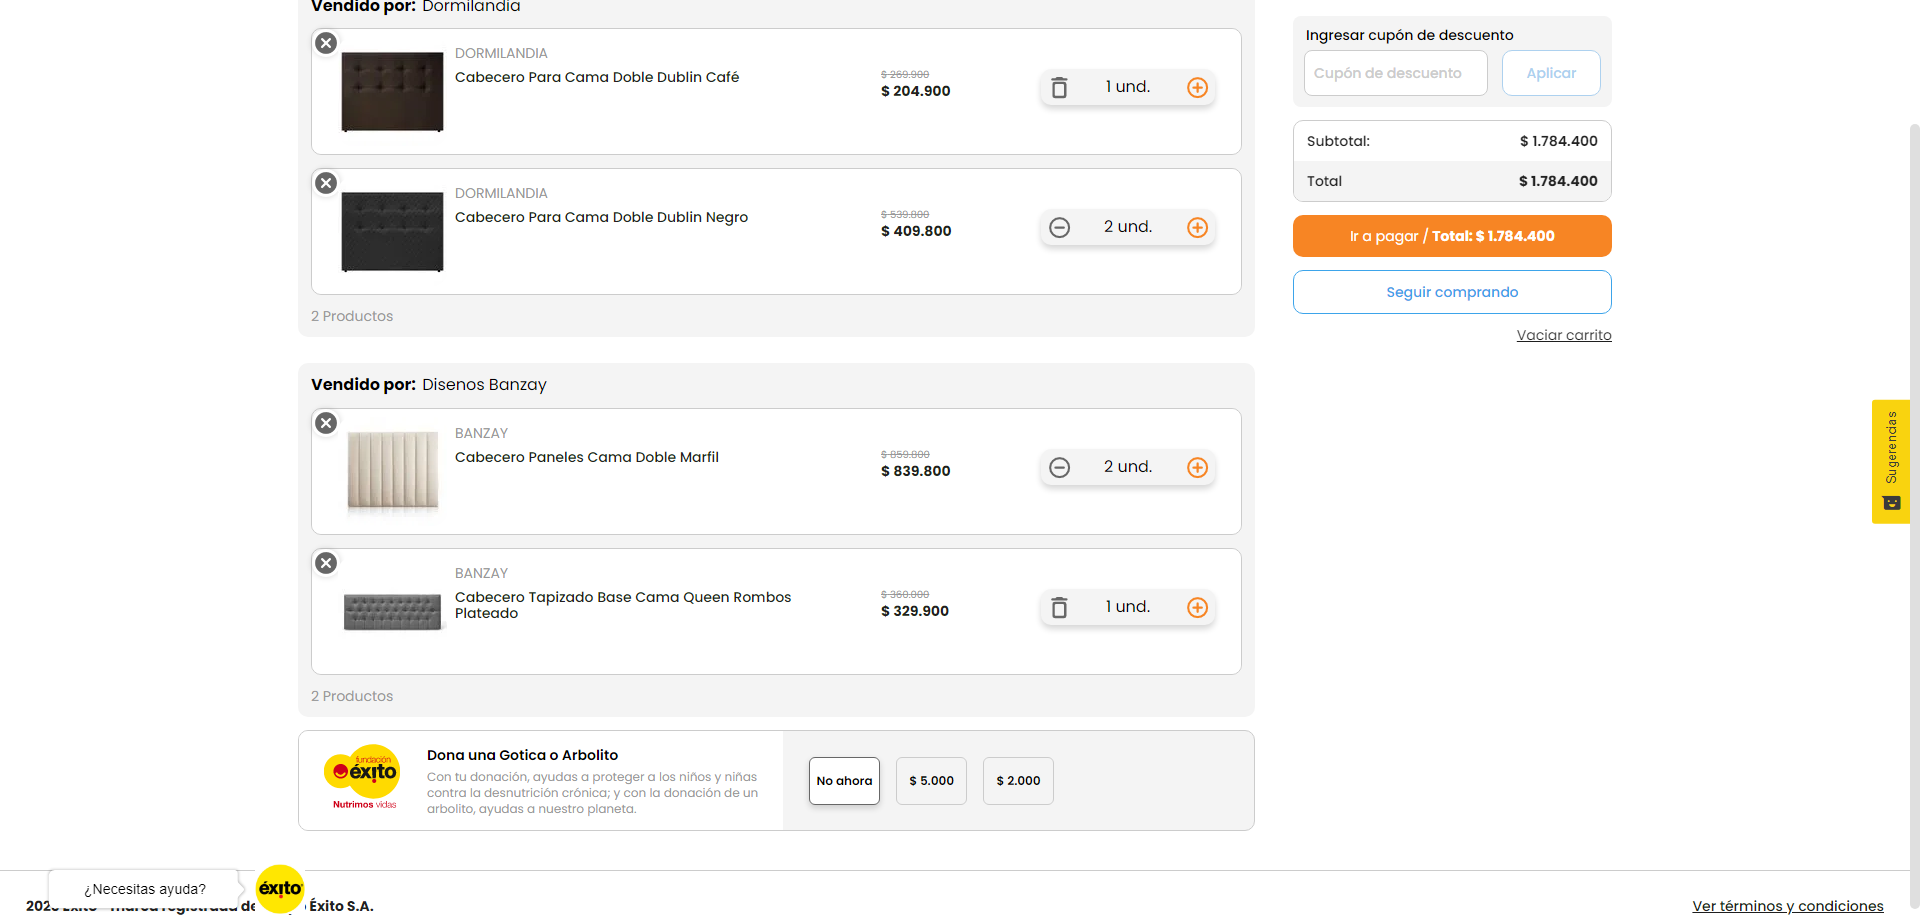 Vendido por: Dormilandia
DORMILANDIA
Cabecero Para Cama Doble Dublin Café
$ 269.900
$ 204.900
1 und.
DORMILANDIA
Cabecero Para Cama Doble Dublin Negro
$ 539.800
$ 409.800
2 und.
2 Productos
Vendido por: Disenos Banzay
BANZAY
Cabecero Paneles Cama Doble Marfil
$ 859.800
$ 839.800
2 und.
BANZAY
Cabecero Tapizado Base Cama Queen Rombos
Plateado
$ 360.000
$ 329.900
1 und.
2 Productos
fundación
éxito
Nutrimos vidas
Dona una Gotica o Arbolito
Con tu donación, ayudas a proteger a los niños y niñas
contra la desnutrición crónica; y con la donación de un
arbolito, ayudas a nuestro planeta.
No ahora
$ 5.000
$ 2.000
Ingresar cupón de descuento
Cupón de descuento
Aplicar
Subtotal: $ 1.784.400
Total $ 1.784.400
Ir a pagar / Total: $ 1.784.400
Seguir comprando
Vaciar carrito
Sugerencias
¿Necesitas ayuda?
éxito
Éxito S.A.
Ver términos y condiciones